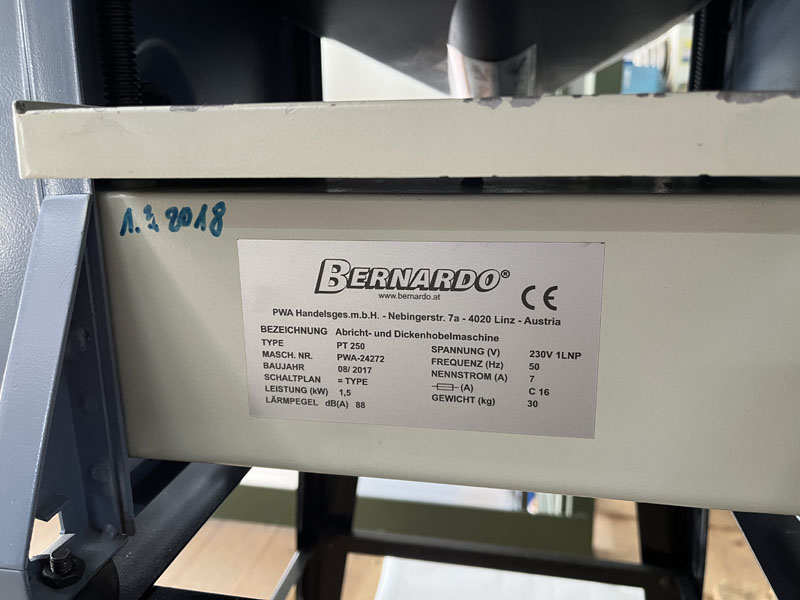 1. 2018
BERNARDO®
www.bernardo.at
CE
PWA Handelsges.m.b.H. - Nebingerstr. 7a - 4020 Linz - Austria
BEZEICHNUNG Abricht- und Dickenhobelmaschine
TYPE PT 250
MASCH. NR. PWA-24272
BAUJAHR 08/ 2017
SCHALTPLAN = TYPE
LEISTUNG (kW) 1,5
LÄRMPEGEL dB(A) 88
SPANNUNG (V) 230V 1LNP
FREQUENZ (Hz) 50
NENNSTROM (A) 7
(A) C 16
GEWICHT (kg) 30